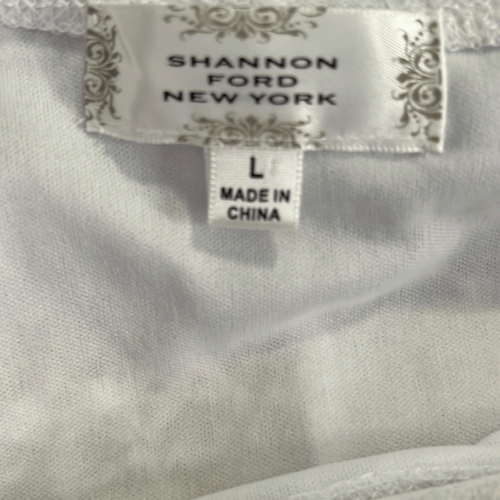 SHANNON
FORD
NEW YORK
L
MADE IN
CHINA